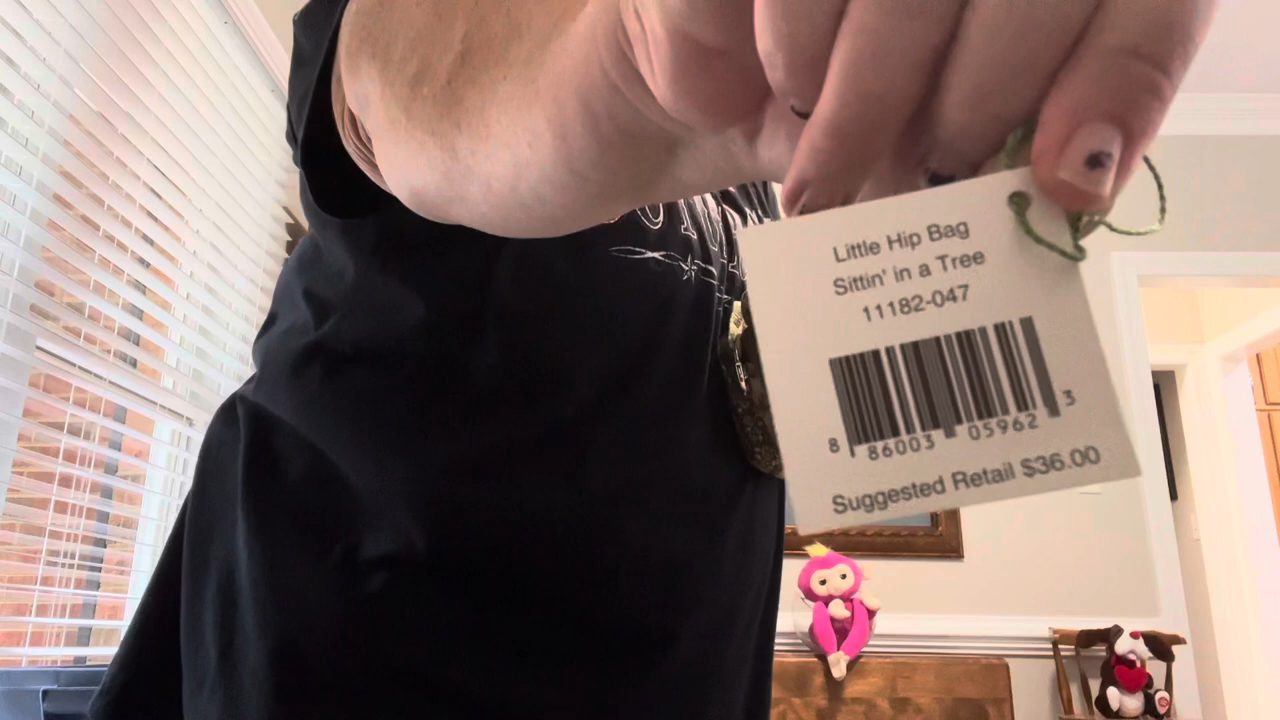 Little Hip Bag
Sittin' in a Tree
11182-047
8 86003 05962 3
Suggested Retail $36.00